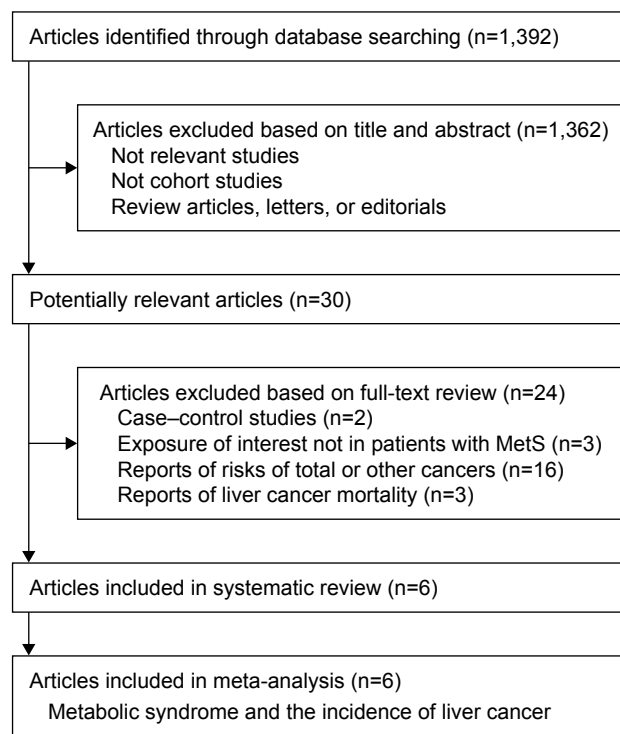 Articles identified through database searching (n=1,392)
Articles excluded based on title and abstract (n=1,362)
Not relevant studies
Not cohort studies
Review articles, letters, or editorials
Potentially relevant articles (n=30)
Articles excluded based on full-text review (n=24)
Case–control studies (n=2)
Exposure of interest not in patients with MetS (n=3)
Reports of risks of total or other cancers (n=16)
Reports of liver cancer mortality (n=3)
Articles included in systematic review (n=6)
Articles included in meta-analysis (n=6)
Metabolic syndrome and the incidence of liver cancer